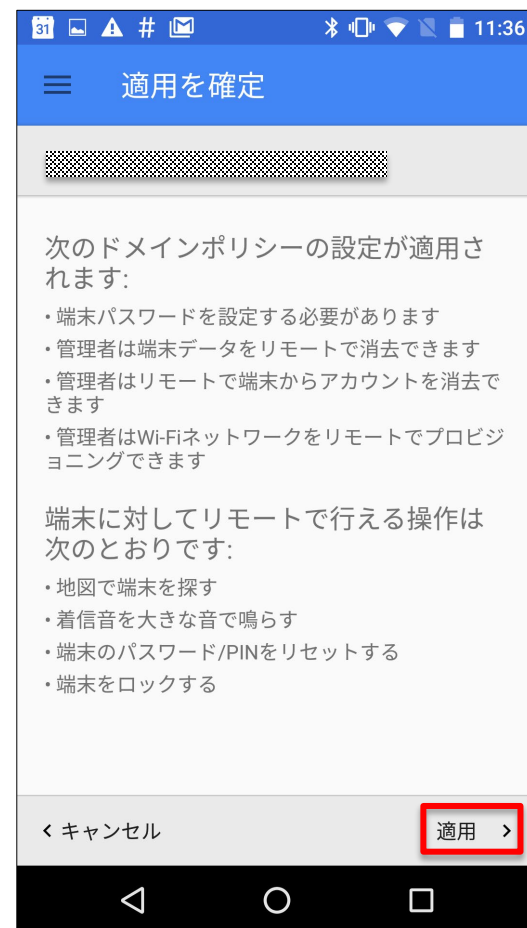 31 # 11:36
適用を確定
次のドメインポリシーの設定が適用さ
れます:
・端末パスワードを設定する必要があります
・管理者は端末データをリモートで消去できます
・管理者はリモートで端末からアカウントを消去で
きます
・管理者はWi-Fiネットワークをリモートでプロビジ
ョニングできます
端末に対してリモートで行える操作は
次のとおりです:
・地図で端末を探す
・着信音を大きな音で鳴らす
・端末のパスワード/PINをリセットする
・端末をロックする
キャンセル 適用